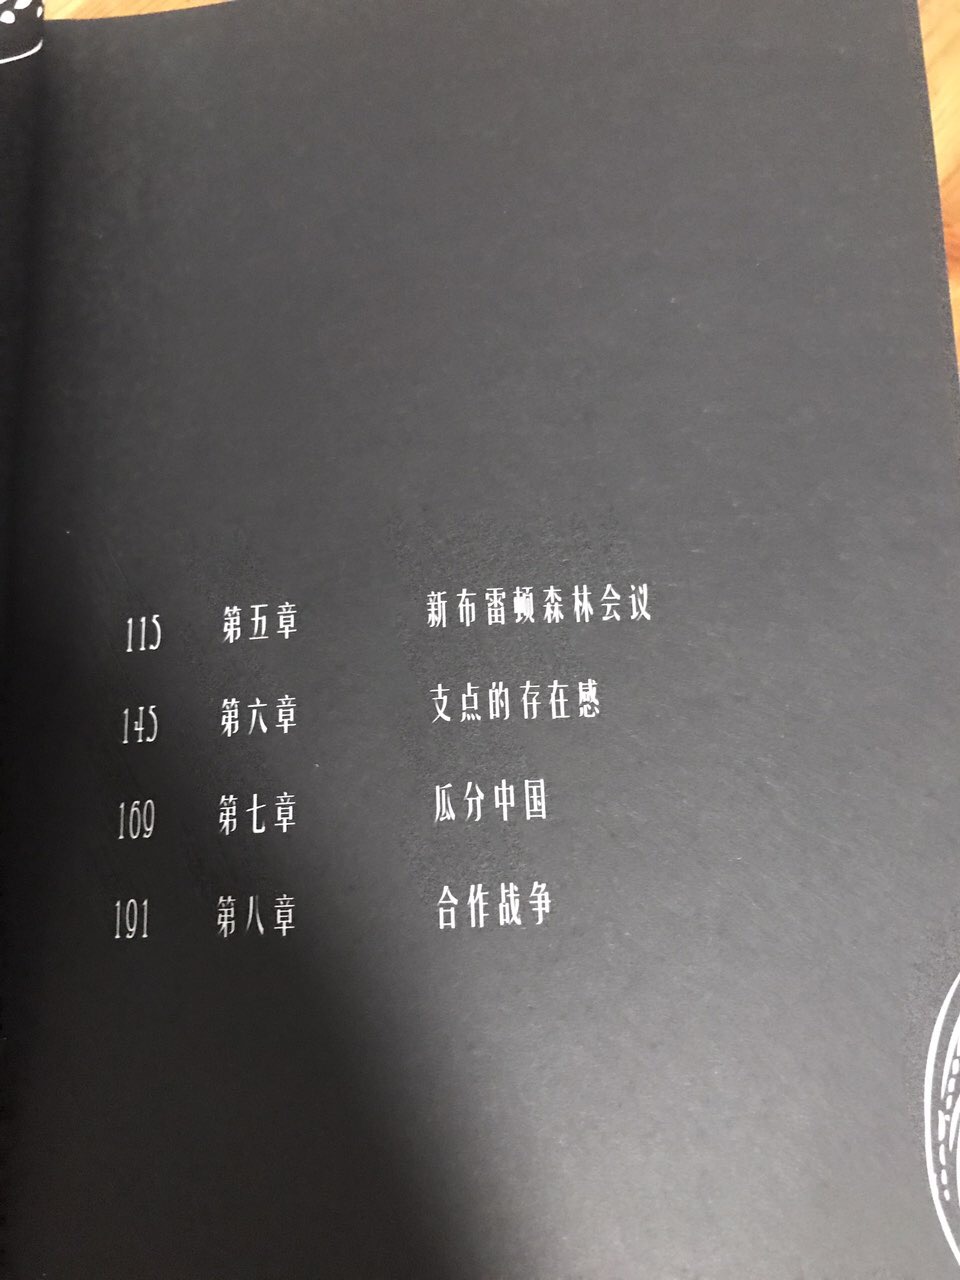 115 第五章 新布雷顿森林会议
145 第六章 支点的存在感
169 第七章 瓜分中国
191 第八章 合作战争